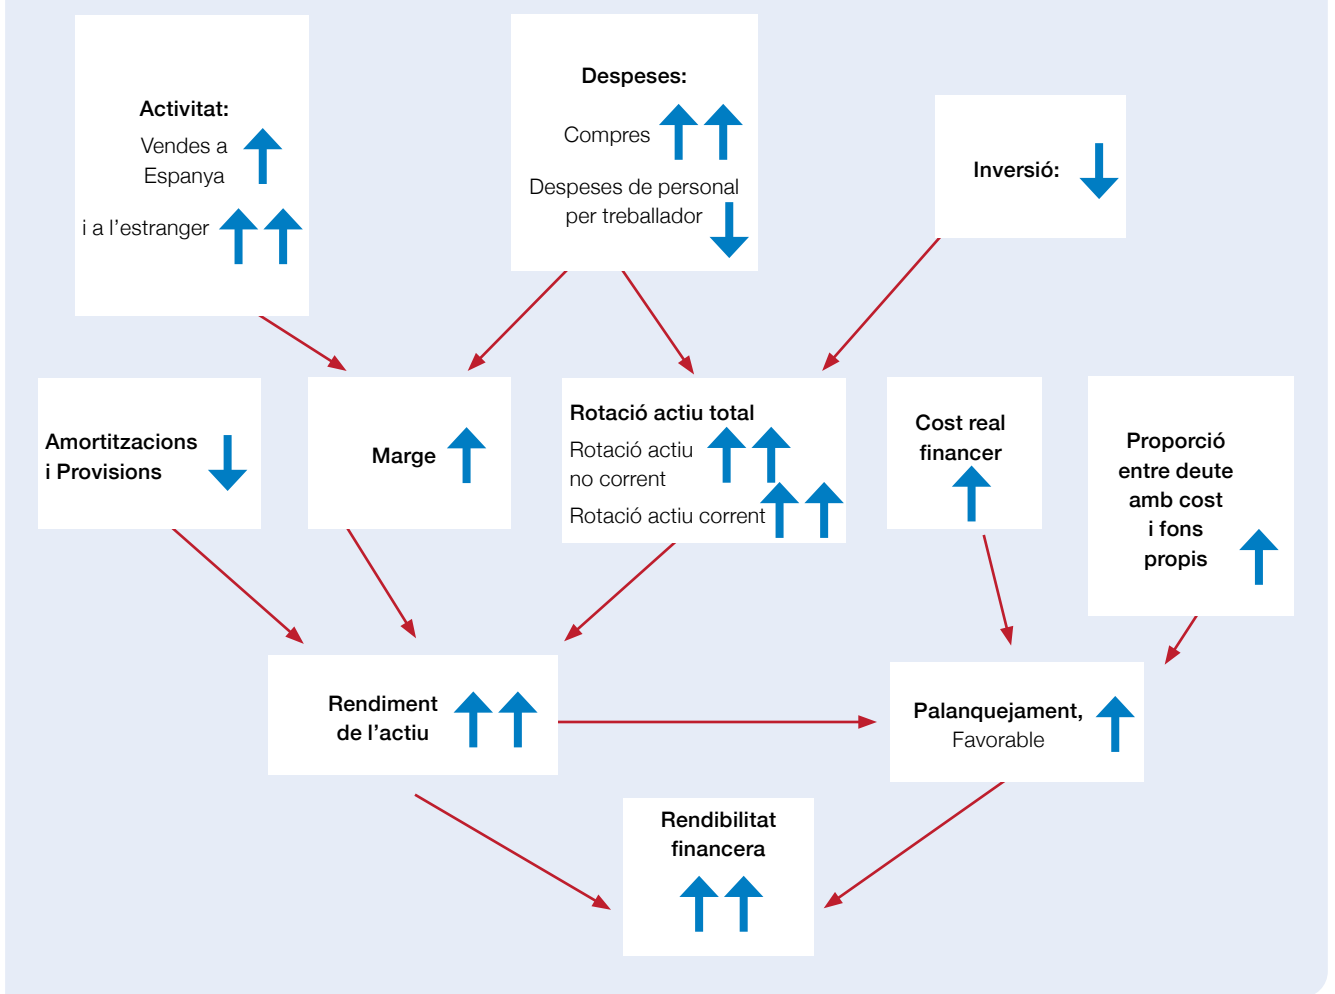 Activitat:
Vendes a
Espanya
i a l'estranger
Despeses:
Compres
Despeses de personal
per treballador
Inversió:
Amortitzacions
i Provisions
Marge
Rotació actiu total
Rotació actiu
no corrent
Rotació actiu corrent
Cost real
financer
Proporció
entre deute
amb cost
i fons
propis
Rendiment
de l'actiu
Palanquejament,
Favorable
Rendibilitat
financera